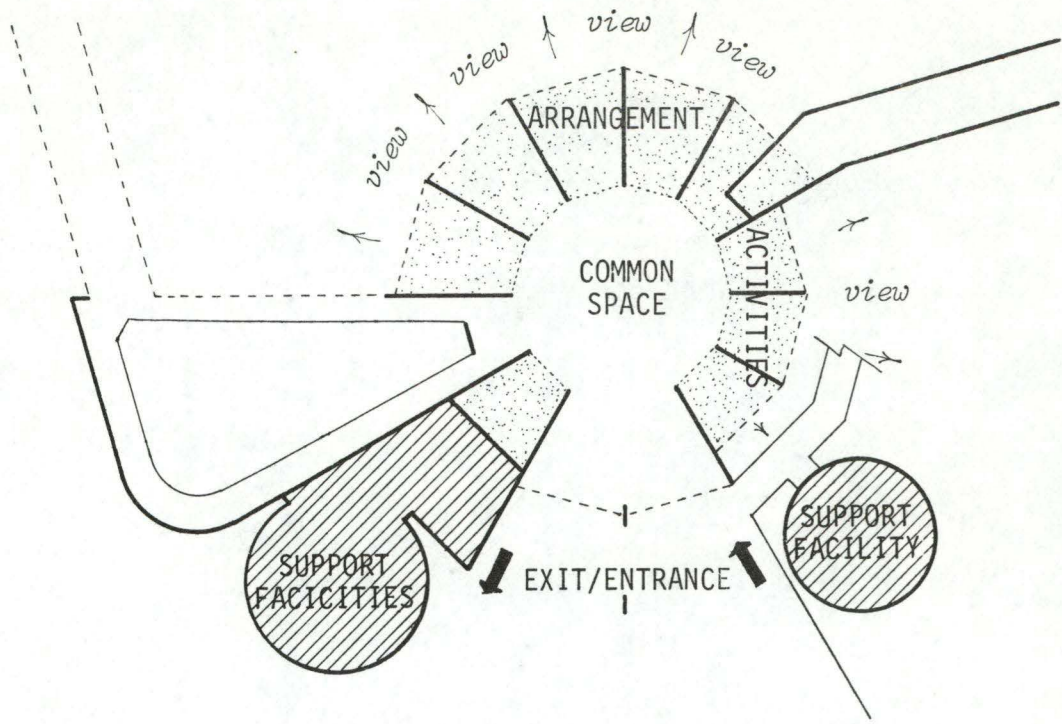 view
view
view
view
ARRANGEMENT
COMMON
SPACE
ACTIVITIES
view
SUPPORT
FACILITY
SUPPORT
FACICITIES
EXIT/ENTRANCE